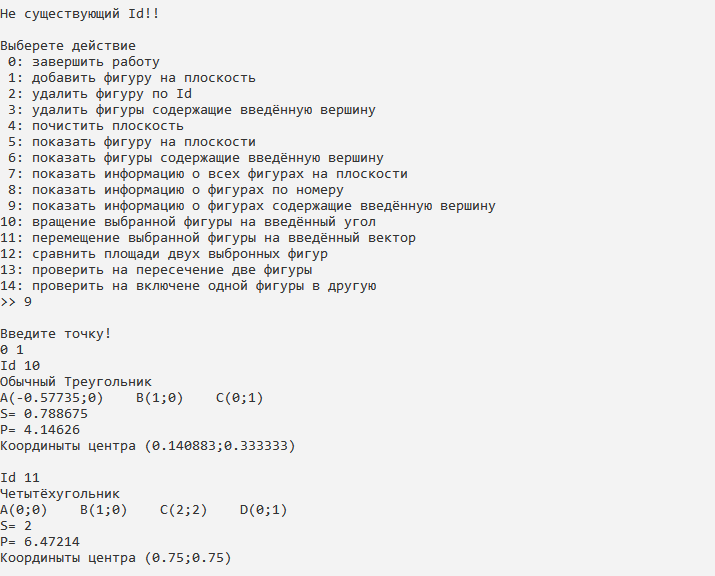 Не существующий Id!!
Выберете действие
0: завершить работу
1: добавить фигуру на плоскость
2: удалить фигуру по Id
3: удалить фигуры содержащие введённую вершину
4: почистить плоскость
5: показать фигуру на плоскости
6: показать фигуры содержащие введённую вершину
7: показать информацию о всех фигурах на плоскости
8: показать информацию о фигурах по номеру
9: показать информацию о фигурах содержащие введённую вершину
10: вращение выбранной фигуры на введённый угол
11: перемещение выбранной фигуры на введённый вектор
12: сравнить площади двух выбронных фигур
13: проверить на пересечение две фигуры
14: проверить на включене одной фигуры в другую
>> 9
Введите точку!
0 1
Id 10
Обычный Треугольник
A(-0.57735;0)    B(1;0)    C(0;1)
S= 0.788675
P= 4.14626
Координыты центра (0.140883;0.333333)
Id 11
Четытёхугольник
A(0;0)    B(1;0)    C(2;2)    D(0;1)
S= 2
P= 6.47214
Координыты центра (0.75;0.75)